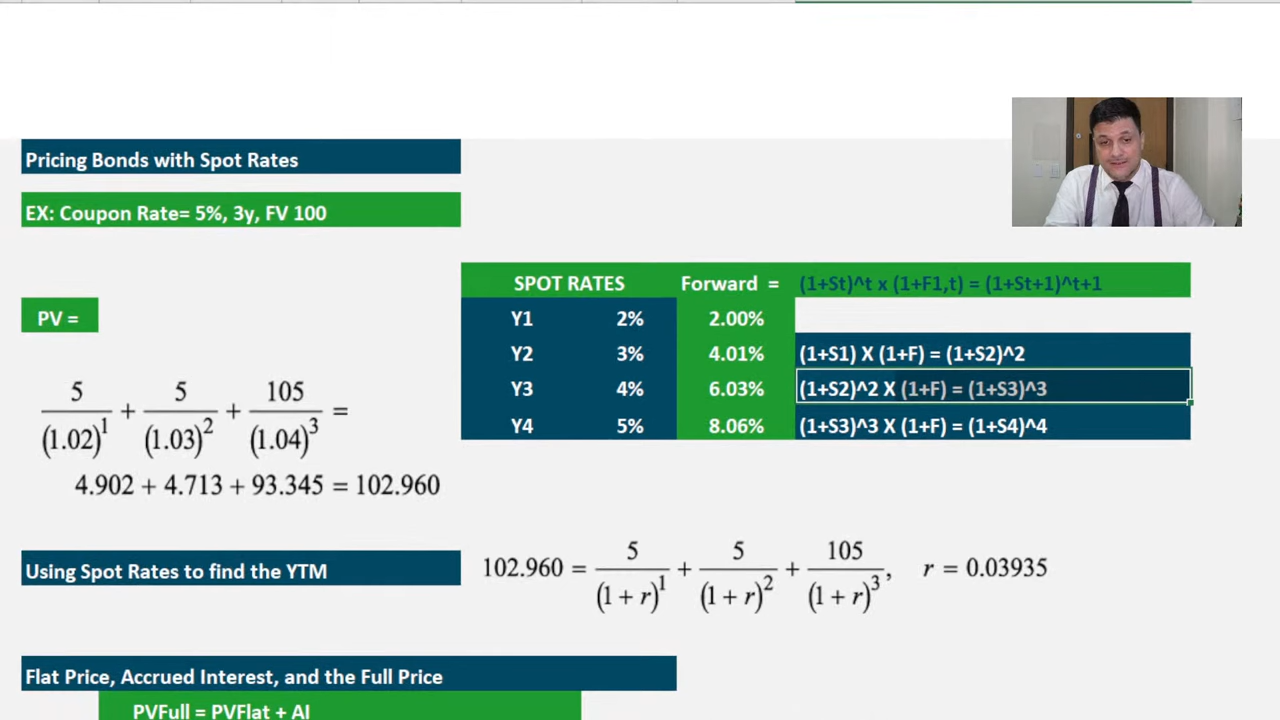 Pricing Bonds with Spot Rates
EX: Coupon Rate= 5%, 3y, FV 100
SPOT RATES Forward = (1+St)^t x (1+F1,t) = (1+St+1)^t+1
PV =
Y1 2% 2.00%
Y2 3% 4.01% (1+S1) X (1+F) = (1+S2)^2
Y3 4% 6.03% (1+S2)^2 X (1+F) = (1+S3)^3
Y4 5% 8.06% (1+S3)^3 X (1+F) = (1+S4)^4
5/(1.02)^1 + 5/(1.03)^2 + 105/(1.04)^3 =
4.902 + 4.713 + 93.345 = 102.960
Using Spot Rates to find the YTM
102.960 = 5/(1 + r)^1 + 5/(1 + r)^2 + 105/(1 + r)^3, r = 0.03935
Flat Price, Accrued Interest, and the Full Price
PVFull = PVFlat + AI